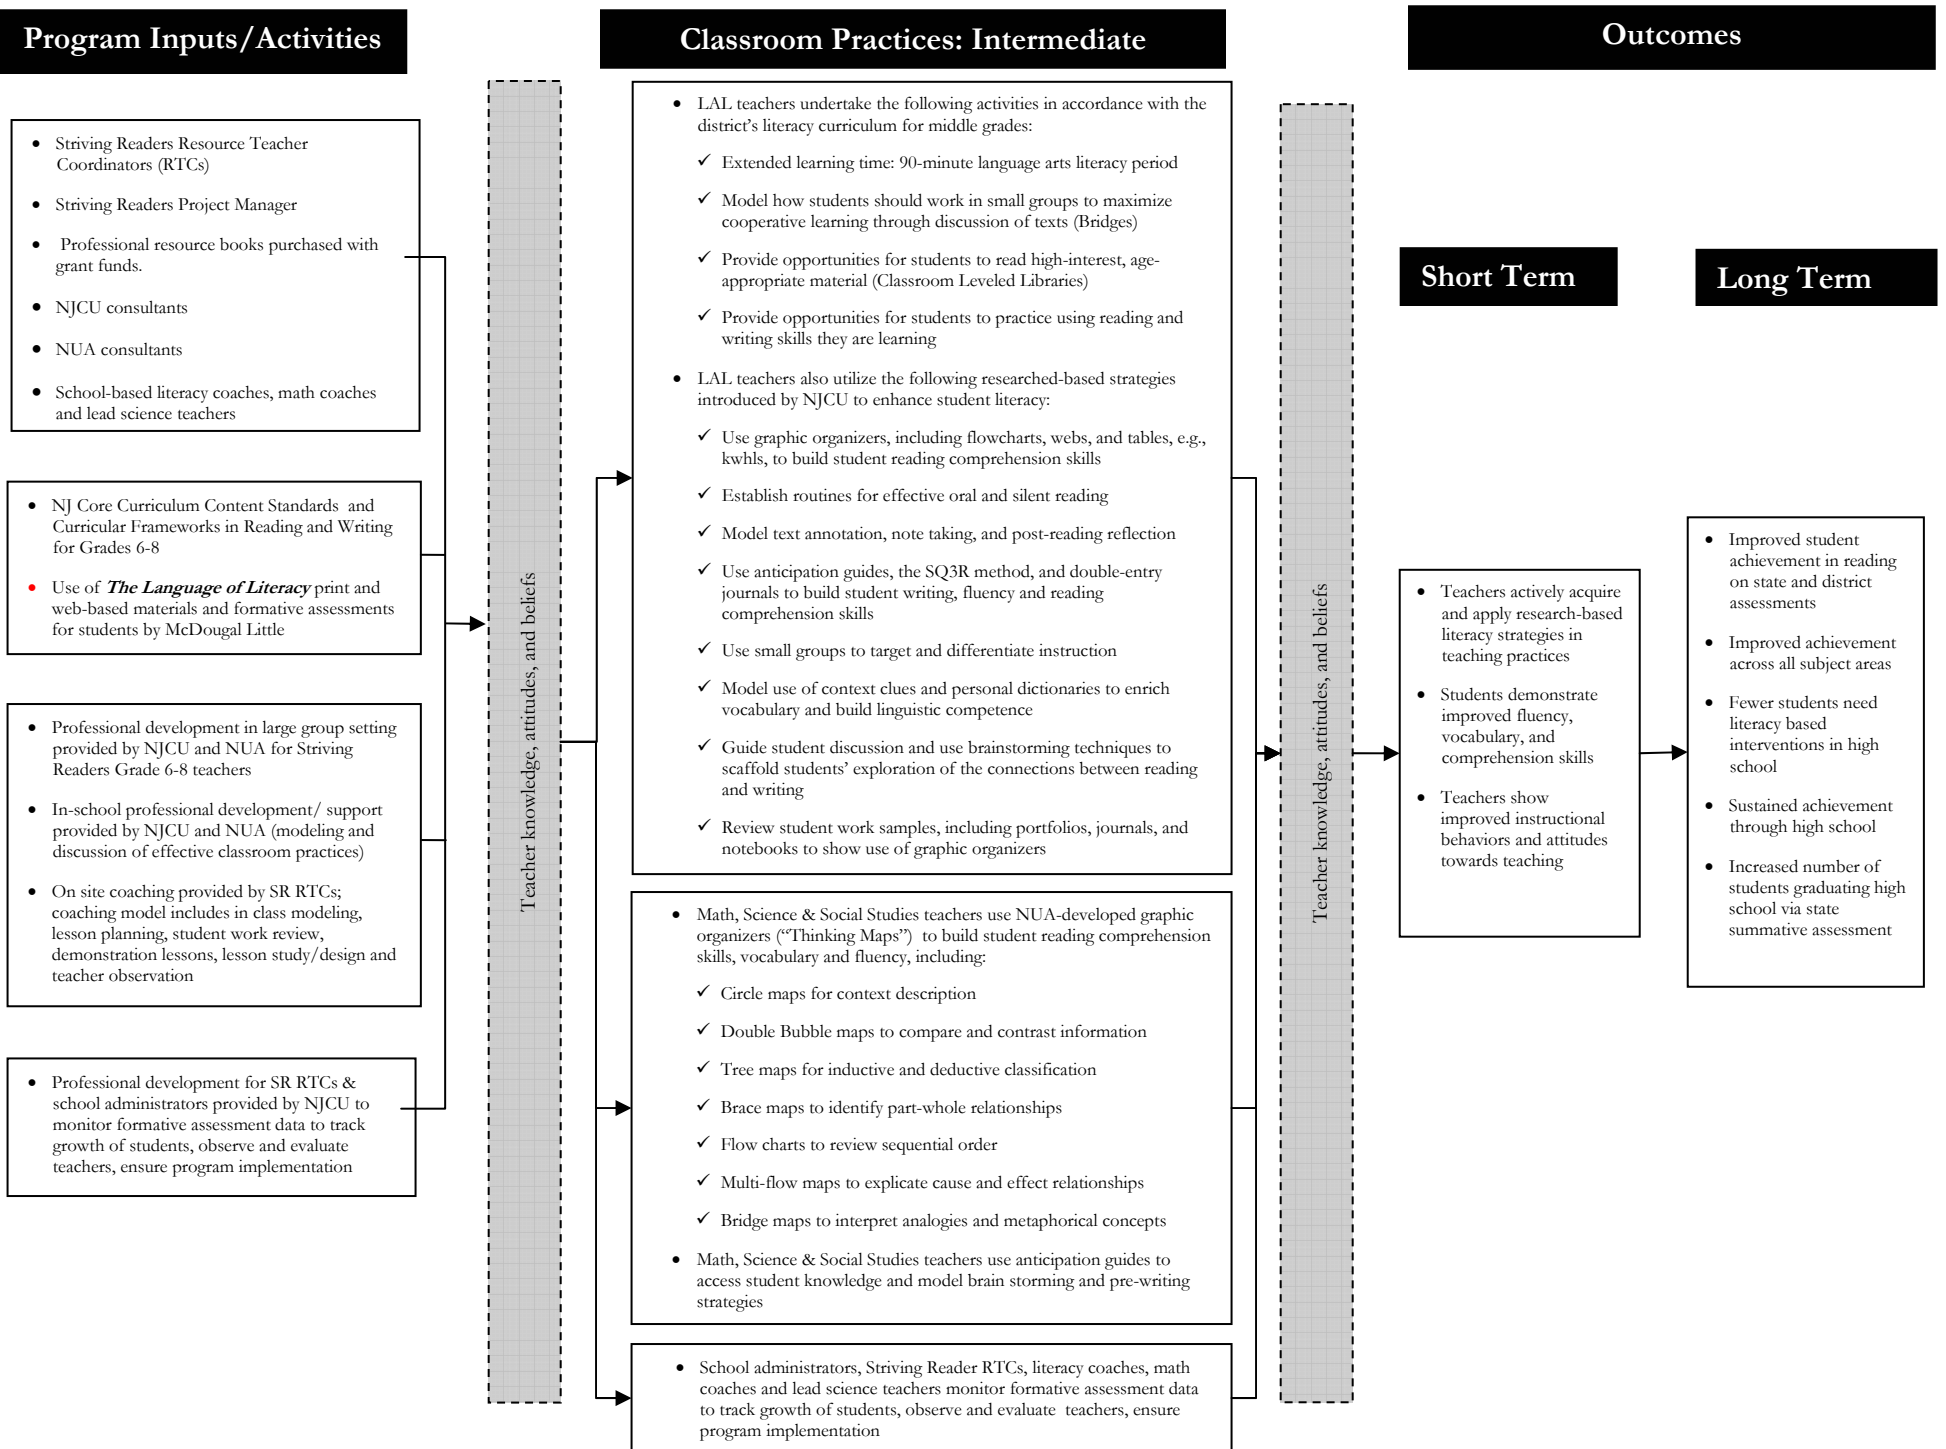 Program Inputs/Activities
Striving Readers Resource Teacher
Coordinators (RTCs)
Striving Readers Project Manager
Professional resource books purchased with
grant funds.
NJCU consultants
NUA consultants
School-based literacy coaches, math coaches
and lead science teachers
NJ Core Curriculum Content Standards and
Curricular Frameworks in Reading and Writing
for Grades 6-8
Use of The Language of Literacy print and
web-based materials and formative assessments
for students by McDougal Little
Professional development in large group setting
provided by NJCU and NUA for Striving
Readers Grade 6-8 teachers
In-school professional development/ support
provided by NJCU and NUA (modeling and
discussion of effective classroom practices)
On site coaching provided by SR RTCs;
coaching model includes in class modeling,
lesson planning, student work review,
demonstration lessons, lesson study/design and
teacher observation
Professional development for SR RTCs &
school administrators provided by NJCU to
monitor formative assessment data to track
growth of students, observe and evaluate
teachers, ensure program implementation
Teacher knowledge, attitudes, and beliefs
Classroom Practices: Intermediate
LAL teachers undertake the following activities in accordance with the
district's literacy curriculum for middle grades:
Extended learning time: 90-minute language arts literacy period
Model how students should work in small groups to maximize
cooperative learning through discussion of texts (Bridges)
Provide opportunities for students to read high-interest, age-
appropriate material (Classroom Leveled Libraries)
Provide opportunities for students to practice using reading and
writing skills they are learning
LAL teachers also utilize the following researched-based strategies
introduced by NJCU to enhance student literacy:
Use graphic organizers, including flowcharts, webs, and tables, e.g.,
kwhls, to build student reading comprehension skills
Establish routines for effective oral and silent reading
Model text annotation, note taking, and post-reading reflection
Use anticipation guides, the SQ3R method, and double-entry
journals to build student writing, fluency and reading
comprehension skills
Use small groups to target and differentiate instruction
Model use of context clues and personal dictionaries to enrich
vocabulary and build linguistic competence
Guide student discussion and use brainstorming techniques to
scaffold students' exploration of the connections between reading
and writing
Review student work samples, including portfolios, journals, and
notebooks to show use of graphic organizers
Math, Science & Social Studies teachers use NUA-developed graphic
organizers ("Thinking Maps") to build student reading comprehension
skills, vocabulary and fluency, including:
Circle maps for context description
Double Bubble maps to compare and contrast information
Tree maps for inductive and deductive classification
Brace maps to identify part-whole relationships
Flow charts to review sequential order
Multi-flow maps to explicate cause and effect relationships
Bridge maps to interpret analogies and metaphorical concepts
Math, Science & Social Studies teachers use anticipation guides to
access student knowledge and model brain storming and pre-writing
strategies
School administrators, Striving Reader RTCs, literacy coaches, math
coaches and lead science teachers monitor formative assessment data
to track growth of students, observe and evaluate teachers, ensure
program implementation
Teacher knowledge, attitudes, and beliefs
Outcomes
Short Term
Teachers actively acquire
and apply research-based
literacy strategies in
teaching practices
Students demonstrate
improved fluency,
vocabulary, and
comprehension skills
Teachers show
improved instructional
behaviors and attitudes
towards teaching
Long Term
Improved student
achievement in reading
on state and district
assessments
Improved achievement
across all subject areas
Fewer students need
literacy based
interventions in high
school
Sustained achievement
through high school
Increased number of
students graduating high
school via state
summative assessment